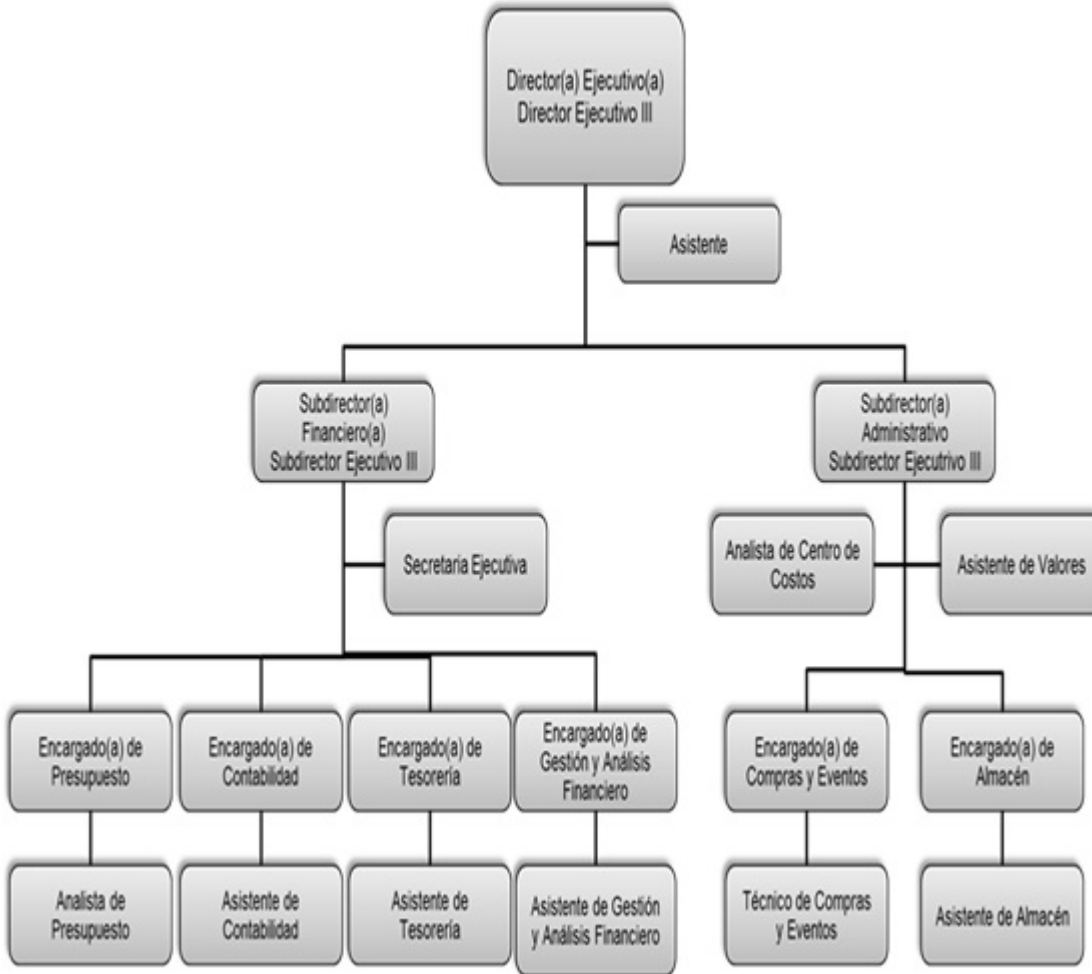 Director(a) Ejecutivo(a)
Director Ejecutivo III
Asistente
Subdirector(a)
Financiero(a)
Subdirector Ejecutivo III
Subdirector(a)
Administrativo
Subdirector Ejecutrivo III
Secretaria Ejecutiva
Analista de Centro de
Costos
Asistente de Valores
Encargado(a) de
Presupuesto
Encargado(a) de
Contabilidad
Encargado(a) de
Tesorería
Encargado(a) de
Gestión y Análisis
Financiero
Encargado(a) de
Compras y Eventos
Encargado(a) de
Almacén
Analista de
Presupuesto
Asistente de
Contabilidad
Asistente de
Tesorería
Asistente de Gestión
y Análisis Financiero
Técnico de Compras
y Eventos
Asistente de Almacén